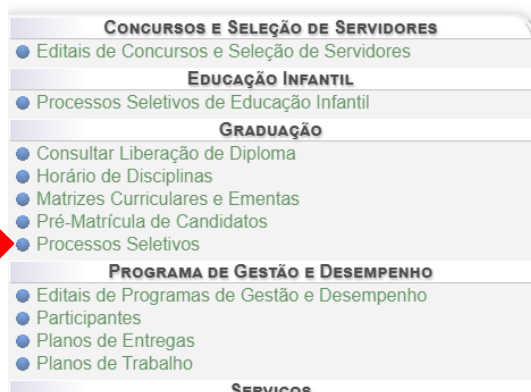 CONCURSOS E SELEÇÃO DE SERVIDORES
Editais de Concursos e Seleção de Servidores
EDUCAÇÃO INFANTIL
Processos Seletivos de Educação Infantil
GRADUAÇÃO
Consultar Liberação de Diploma
Horário de Disciplinas
Matrizes Curriculares e Ementas
Pré-Matrícula de Candidatos
Processos Seletivos
PROGRAMA DE GESTÃO E DESEMPENHO
Editais de Programas de Gestão e Desempenho
Participantes
Planos de Entregas
Planos de Trabalho
SERVIÇOS